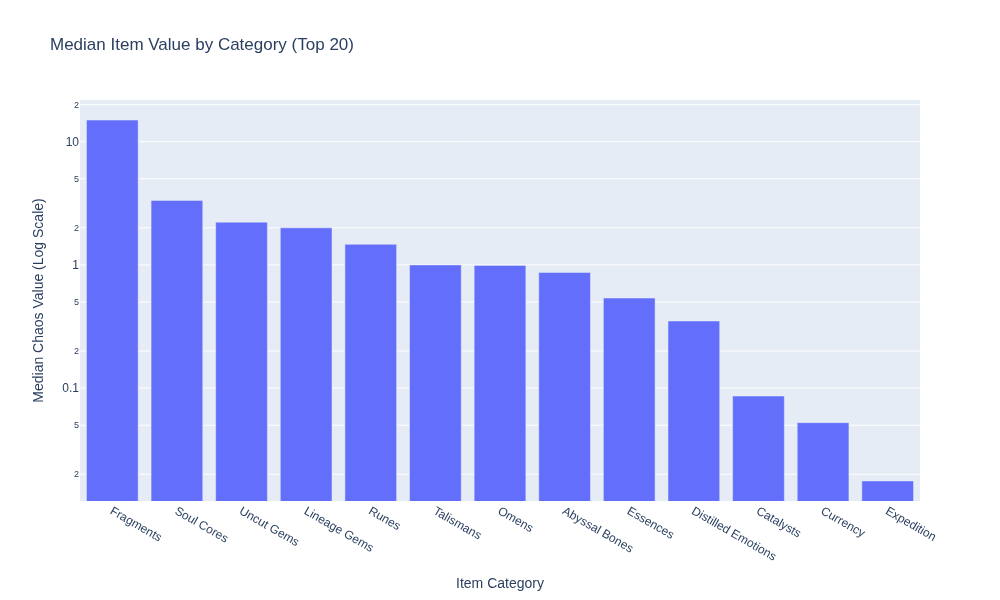 Median Item Value by Category (Top 20)
Median Chaos Value (Log Scale)
2
10
5
2
1
5
2
0.1
5
2
Fragments
Soul Cores
Uncut Gems
Lineage Gems
Runes
Talismans
Omens
Abyssal Bones
Essences
Distilled Emotions
Catalysts
Currency
Expedition
Item Category